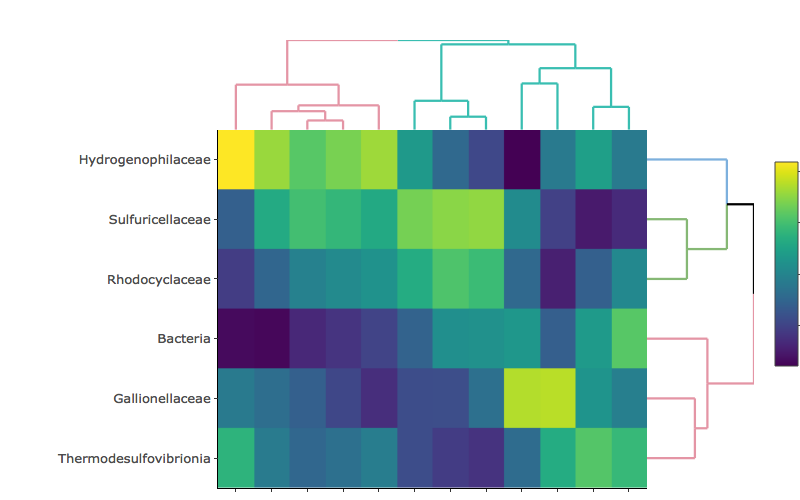 Hydrogenophilaceae
Sulfuricellaceae
Rhodocyclaceae
Bacteria
Gallionellaceae
Thermodesulfovibrionia